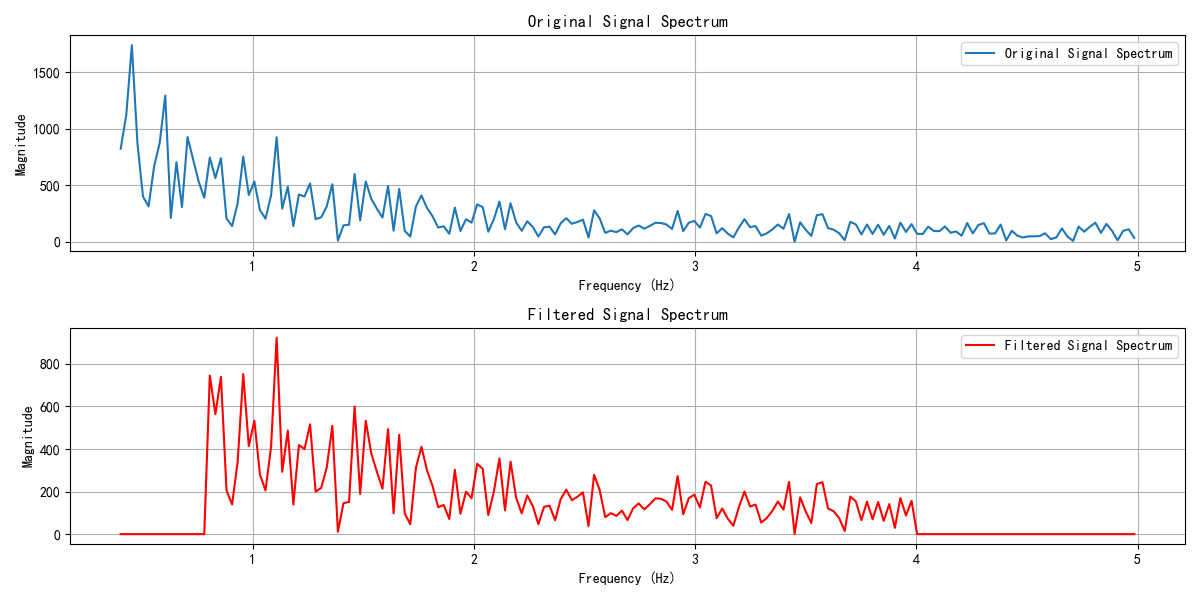 Original Signal Spectrum
Original Signal Spectrum
Magnitude
1500
1000
500
0
1 2 3 4 5
Frequency (Hz)
Filtered Signal Spectrum
Filtered Signal Spectrum
Magnitude
800
600
400
200
0
1 2 3 4 5
Frequency (Hz)